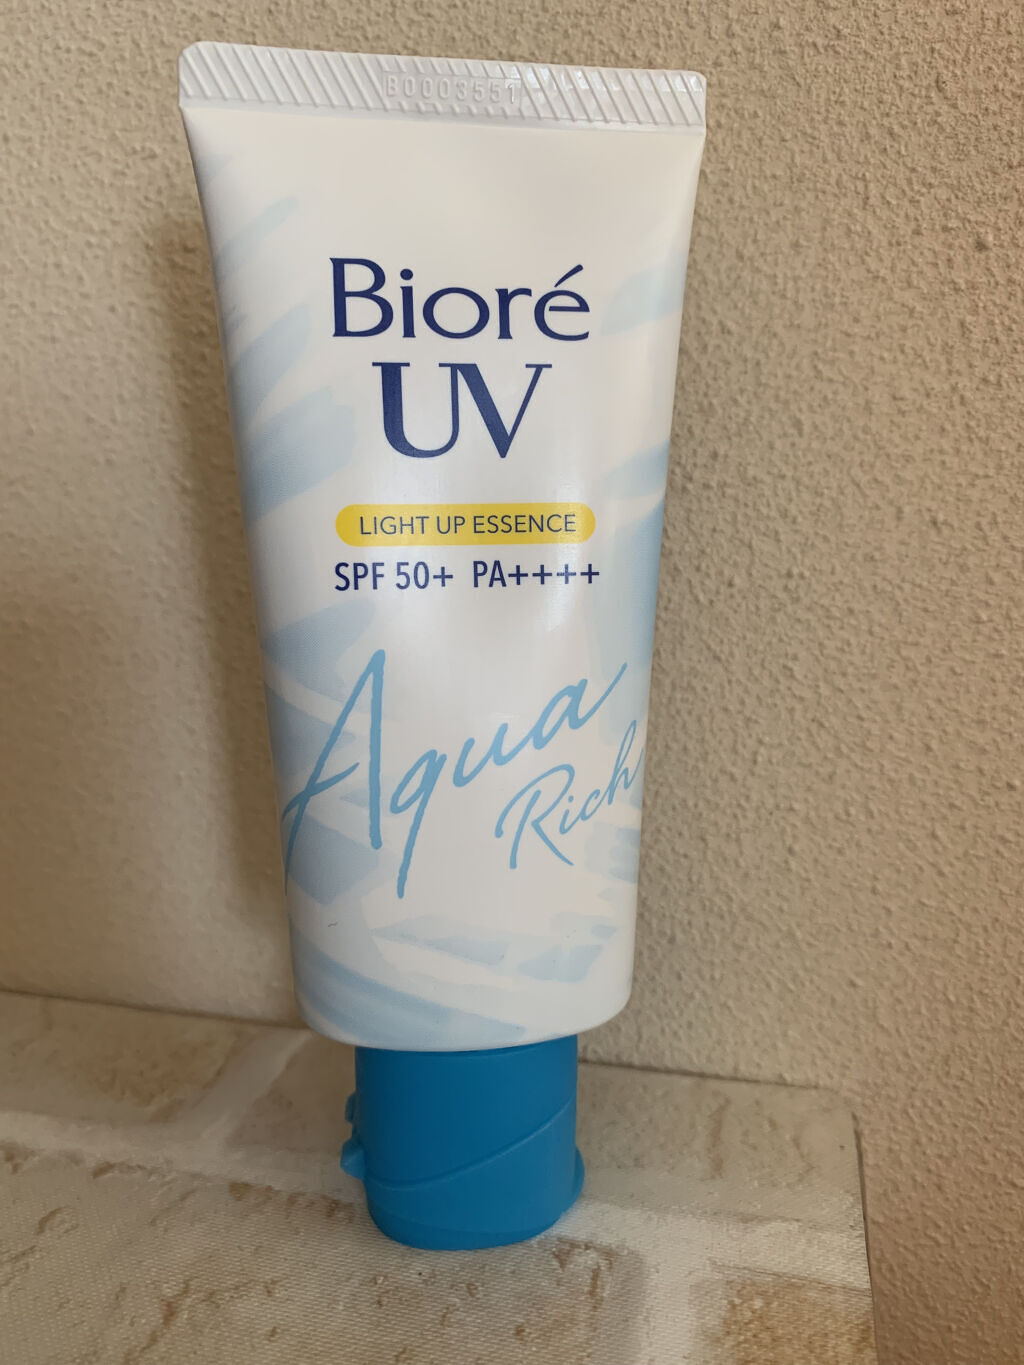 B0003551
Bioré
UV
LIGHT UP ESSENCE
SPF 50+ PA++++
Aqua
Rich